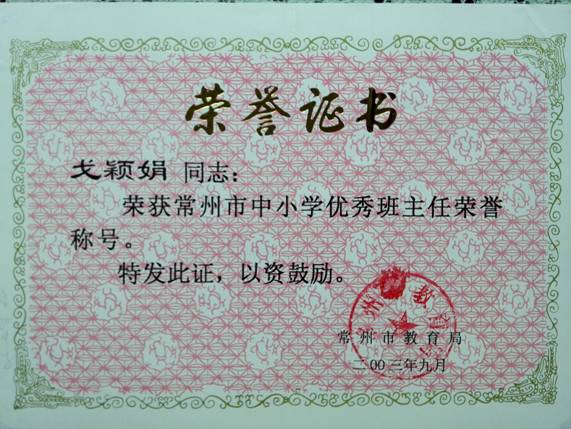 荣誉证书
戈颖娟 同志：
荣获常州市中小学优秀班主任荣誉
称号。
特发此证，以资鼓励。
常州市教育局
二00三年九月